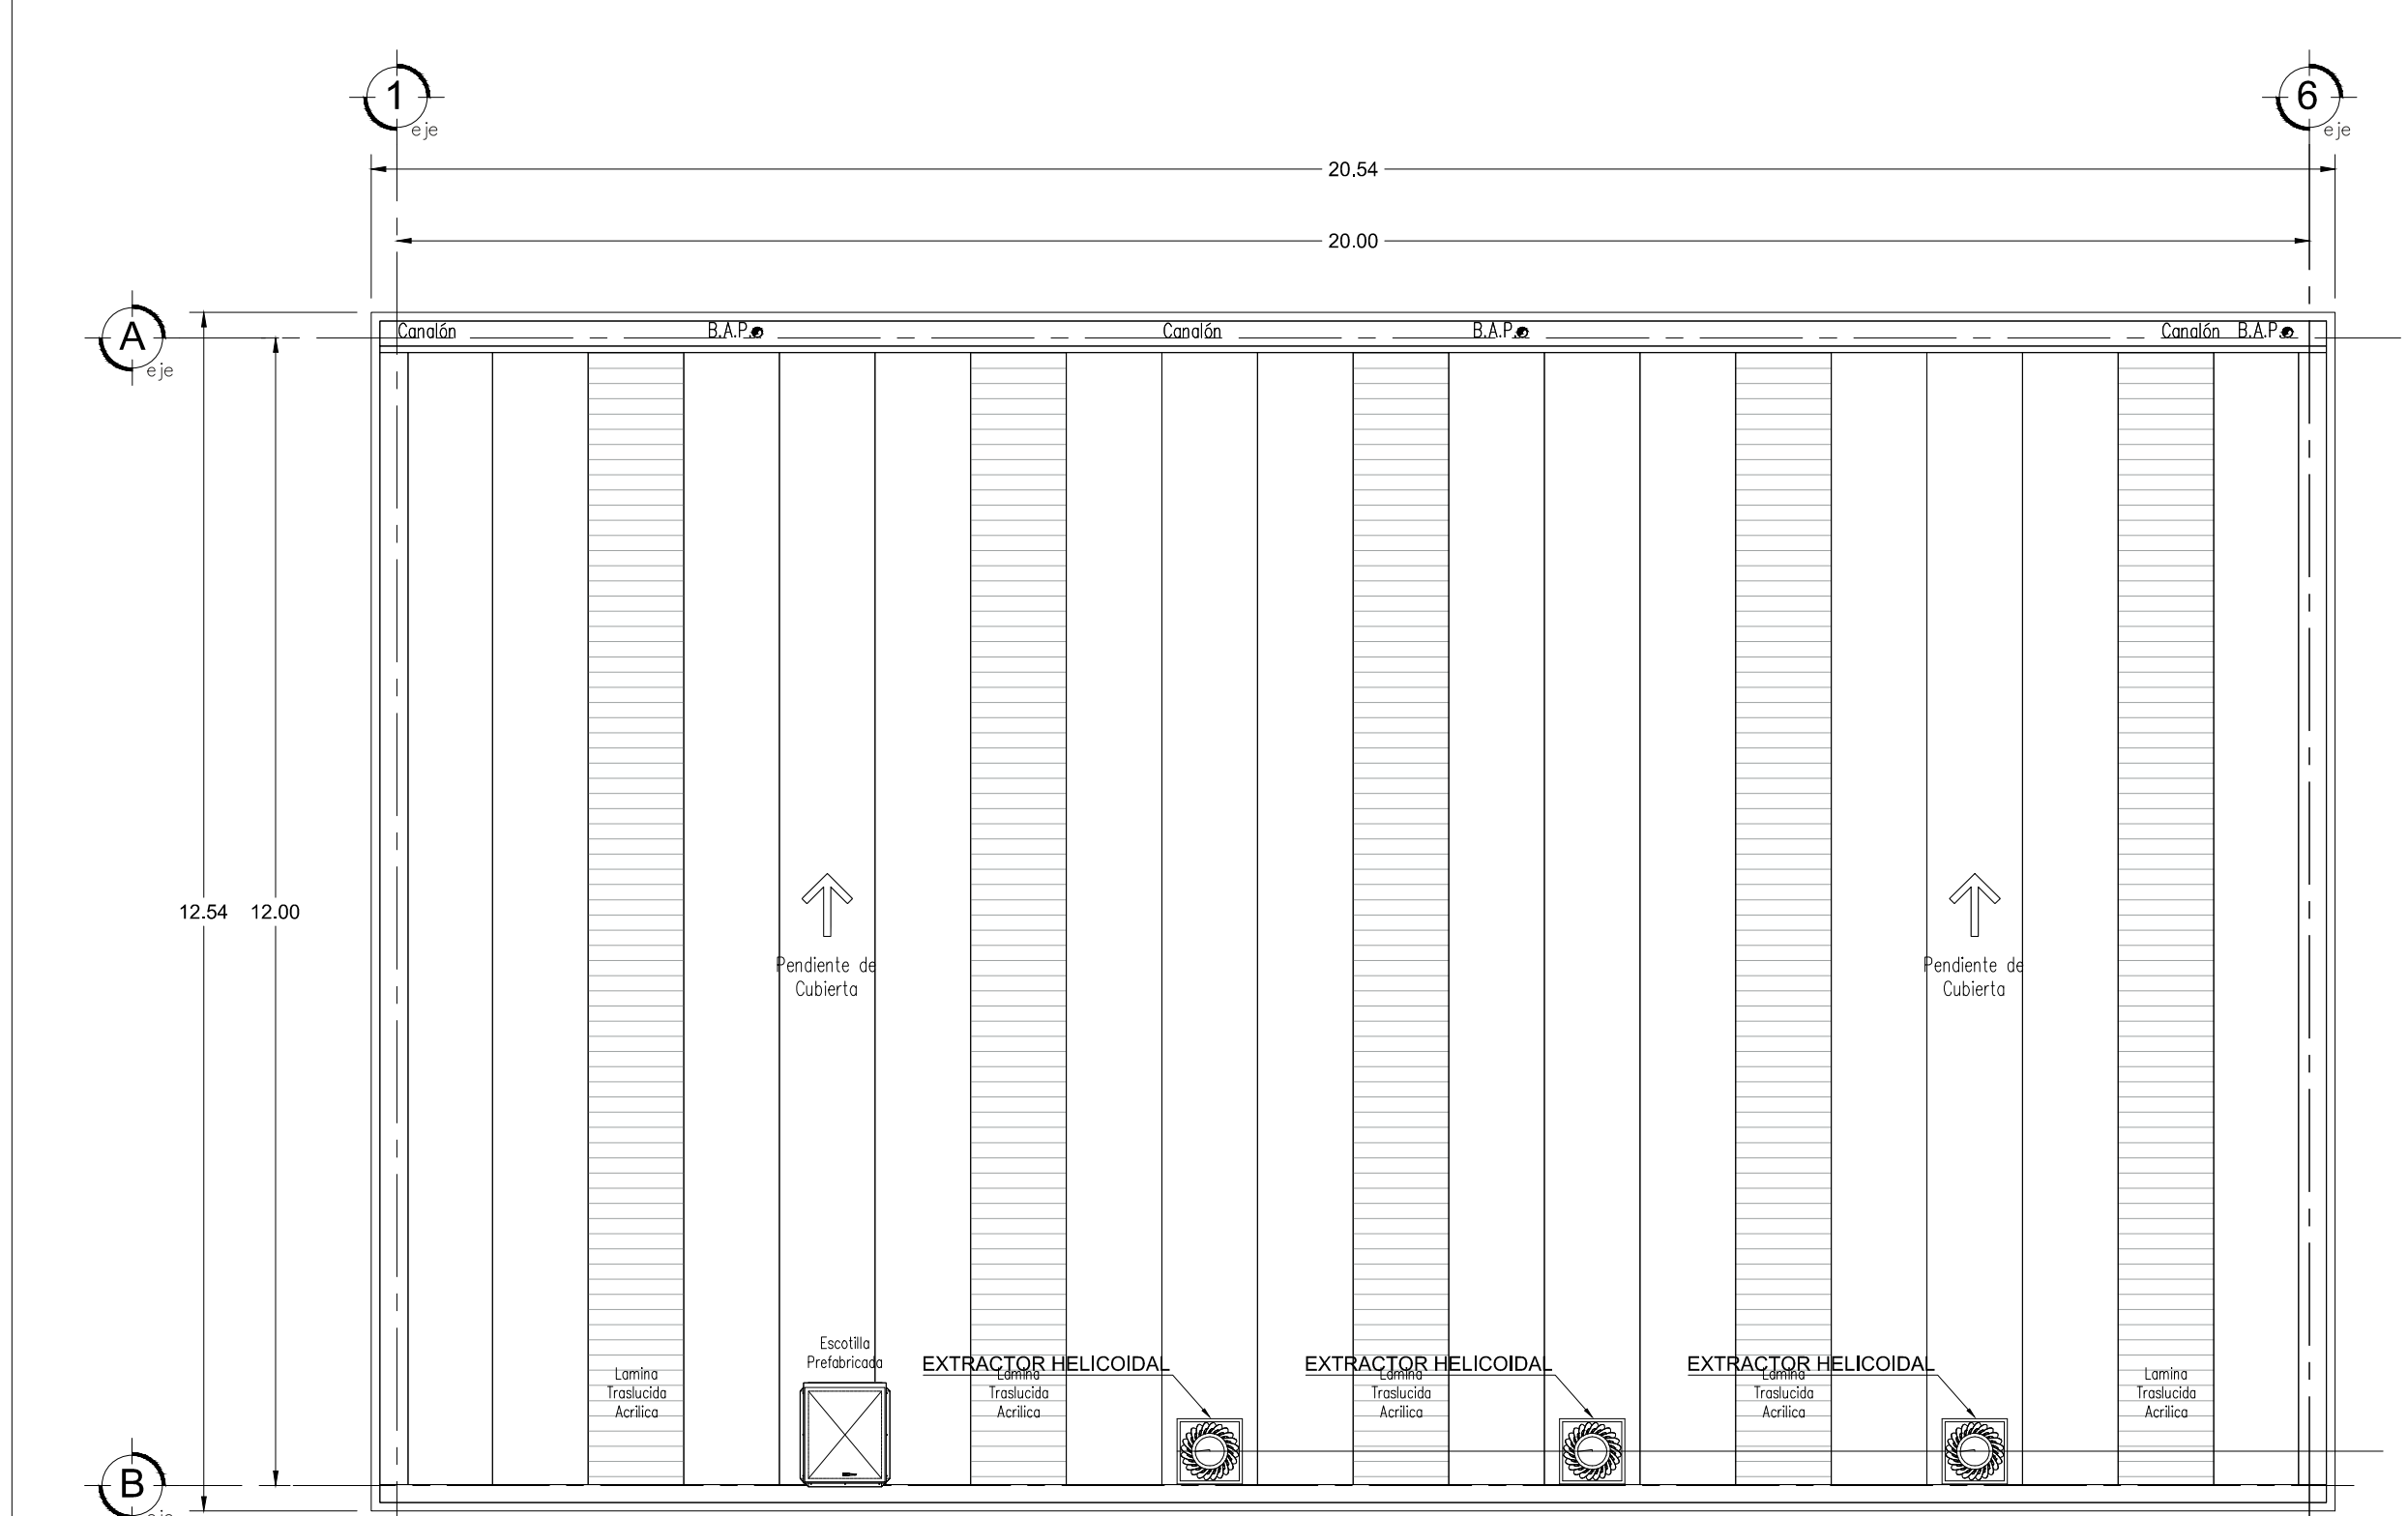 1
eje
6
eje
20.54
20.00
A
eje
Canalón
B.A.P.
Canalón
B.A.P.
Canalón
B.A.P.
12.54
12.00
Pendiente de
Cubierta
Pendiente de
Cubierta
Escotilla
Prefabricada
EXTRACTOR HELICOIDAL
EXTRACTOR HELICOIDAL
EXTRACTOR HELICOIDAL
Lamina
Traslucida
Acrilica
Lamina
Traslucida
Acrilica
Lamina
Traslucida
Acrilica
Lamina
Traslucida
Acrilica
Lamina
Traslucida
Acrilica
B
eje